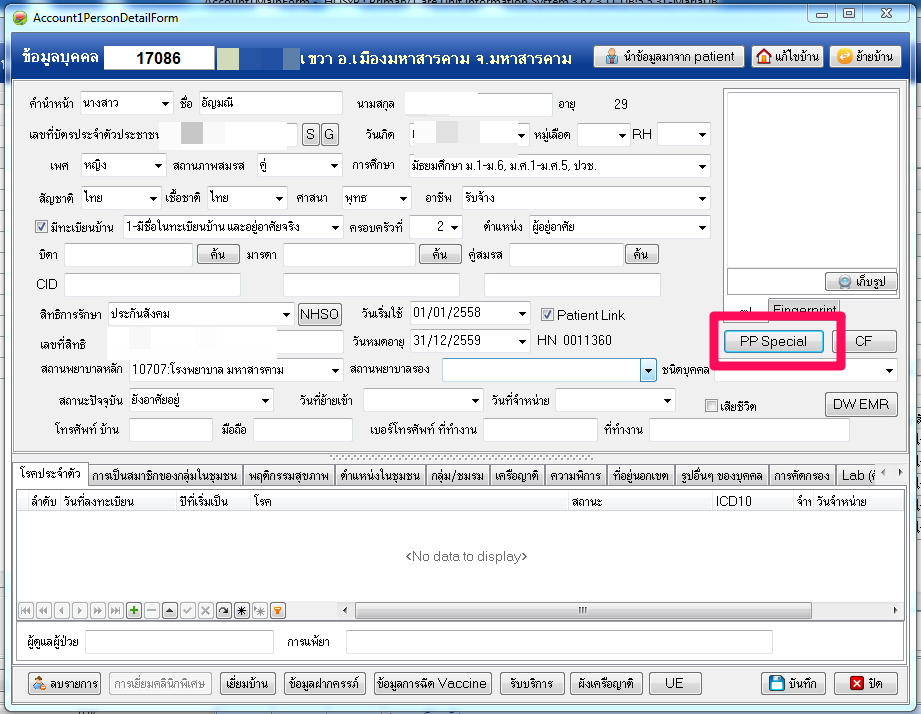 Account1PersonDetailForm
ข้อมูลบุคคล 17086 เขวา อ.เมืองมหาสารคาม จ.มหาสารคาม นำข้อมูลมาจาก patient แก้ไขบ้าน ย้ายบ้าน
คำนำหน้า นางสาว ชื่อ อัญมณี นามสกุล อายุ 29
เลขที่บัตรประจำตัวประชาชน S G วันเกิด หมู่เลือด RH
เพศ หญิง สถานภาพสมรส คู่ การศึกษา มัธยมศึกษา ม.1-ม.6, ม.ศ.1-ม.ศ.5, ปวช.
สัญชาติ ไทย เชื้อชาติ ไทย ศาสนา พุทธ อาชีพ รับจ้าง
มีทะเบียนบ้าน 1-มีชื่อในทะเบียนบ้าน และอยู่อาศัยจริง ครอบครัวที่ 2 ตำแหน่ง ผู้อยู่อาศัย
บิดา ค้น มารดา ค้น คู่สมรส ค้น
CID เก็บรูป
สิทธิการรักษา ประกันสังคม NHSO วันเริ่มใช้ 01/01/2558 Patient Link Fingerprint
เลขที่สิทธิ วันหมดอายุ 31/12/2559 HN 0011360 PP Special CF
สถานพยาบาลหลัก 10707:โรงพยาบาล มหาสารคาม สถานพยาบาลรอง ชนิดบุคคล
สถานะปัจจุบัน ยังอาศัยอยู่ วันที่ย้ายเข้า วันที่จำหน่าย เสียชีวิต DW EMR
โทรศัพท์ บ้าน มือถือ เบอร์โทรศัพท์ ที่ทำงาน ที่ทำงาน
โรคประจำตัว การเป็นสมาชิกของกลุ่มในชุมชน พฤติกรรมสุขภาพ ตำแหน่งในชุมชน กลุ่ม/ชมรม เครือญาติ ความพิการ ที่อยู่นอกเขต รูปอื่นๆ ของบุคคล การคัดกรอง Lab
ลำดับ วันที่ลงทะเบียน ปีที่เริ่มเป็น โรค สถานะ ICD10 จำห วันจำหน่าย
<No data to display>
ผู้ดูแลผู้ป่วย การแพ้ยา
ลบรายการ การเยี่ยมคลินิกพิเศษ เยี่ยมบ้าน ข้อมูลฝากครรภ์ ข้อมูลการฉีด Vaccine รับบริการ ผังเครือญาติ UE บันทึก ปิด